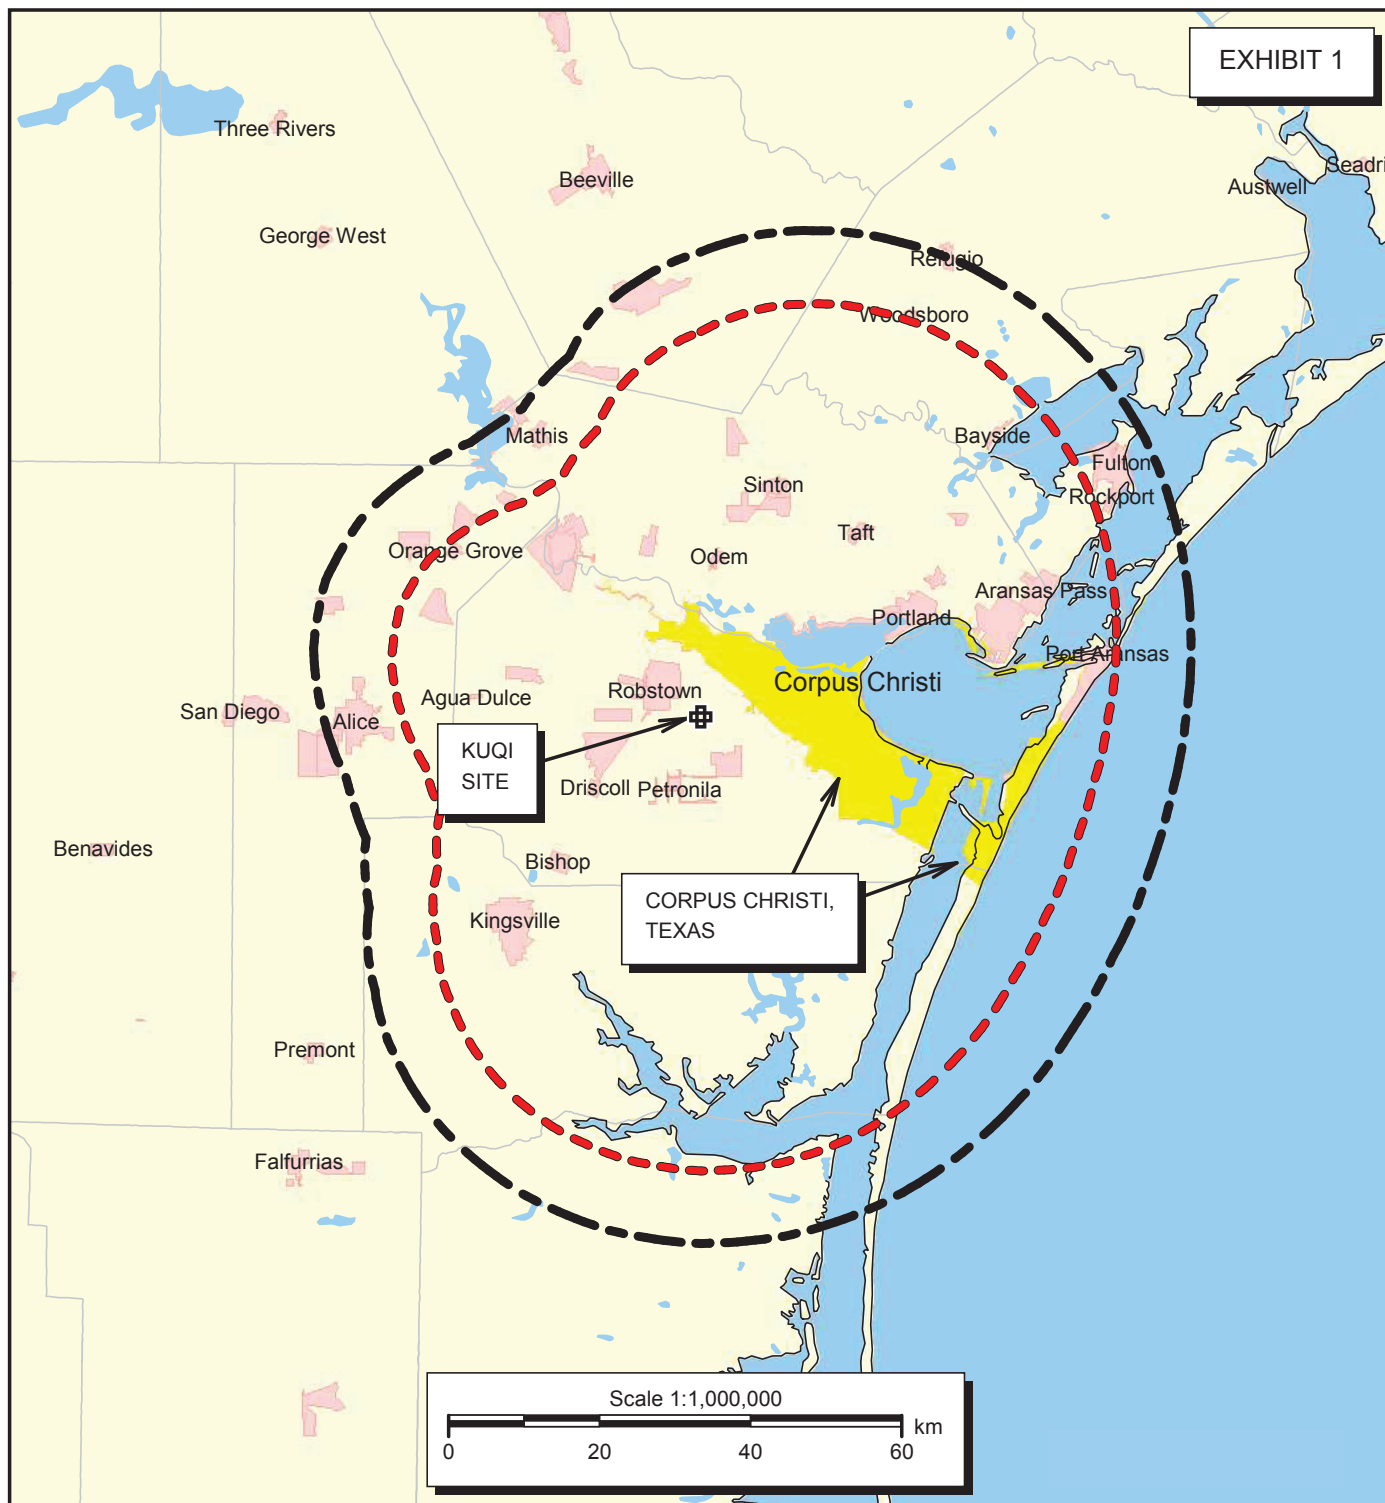 EXHIBIT 1
Three Rivers
Seadri
Beeville
Austwell
George West
Refugio
Woodsboro
Mathis
Bayside
Fulton
Sinton
Rockport
Taft
Orange Grove
Odem
Aransas Pass
Portland
Port Aransas
Corpus Christi
Robstown
Agua Dulce
San Diego
Alice
KUQI
SITE
Driscoll
Petronila
Benavides
Bishop
CORPUS CHRISTI,
TEXAS
Kingsville
Premont
Falfurrias
Scale 1:1,000,000
km
0 20 40 60